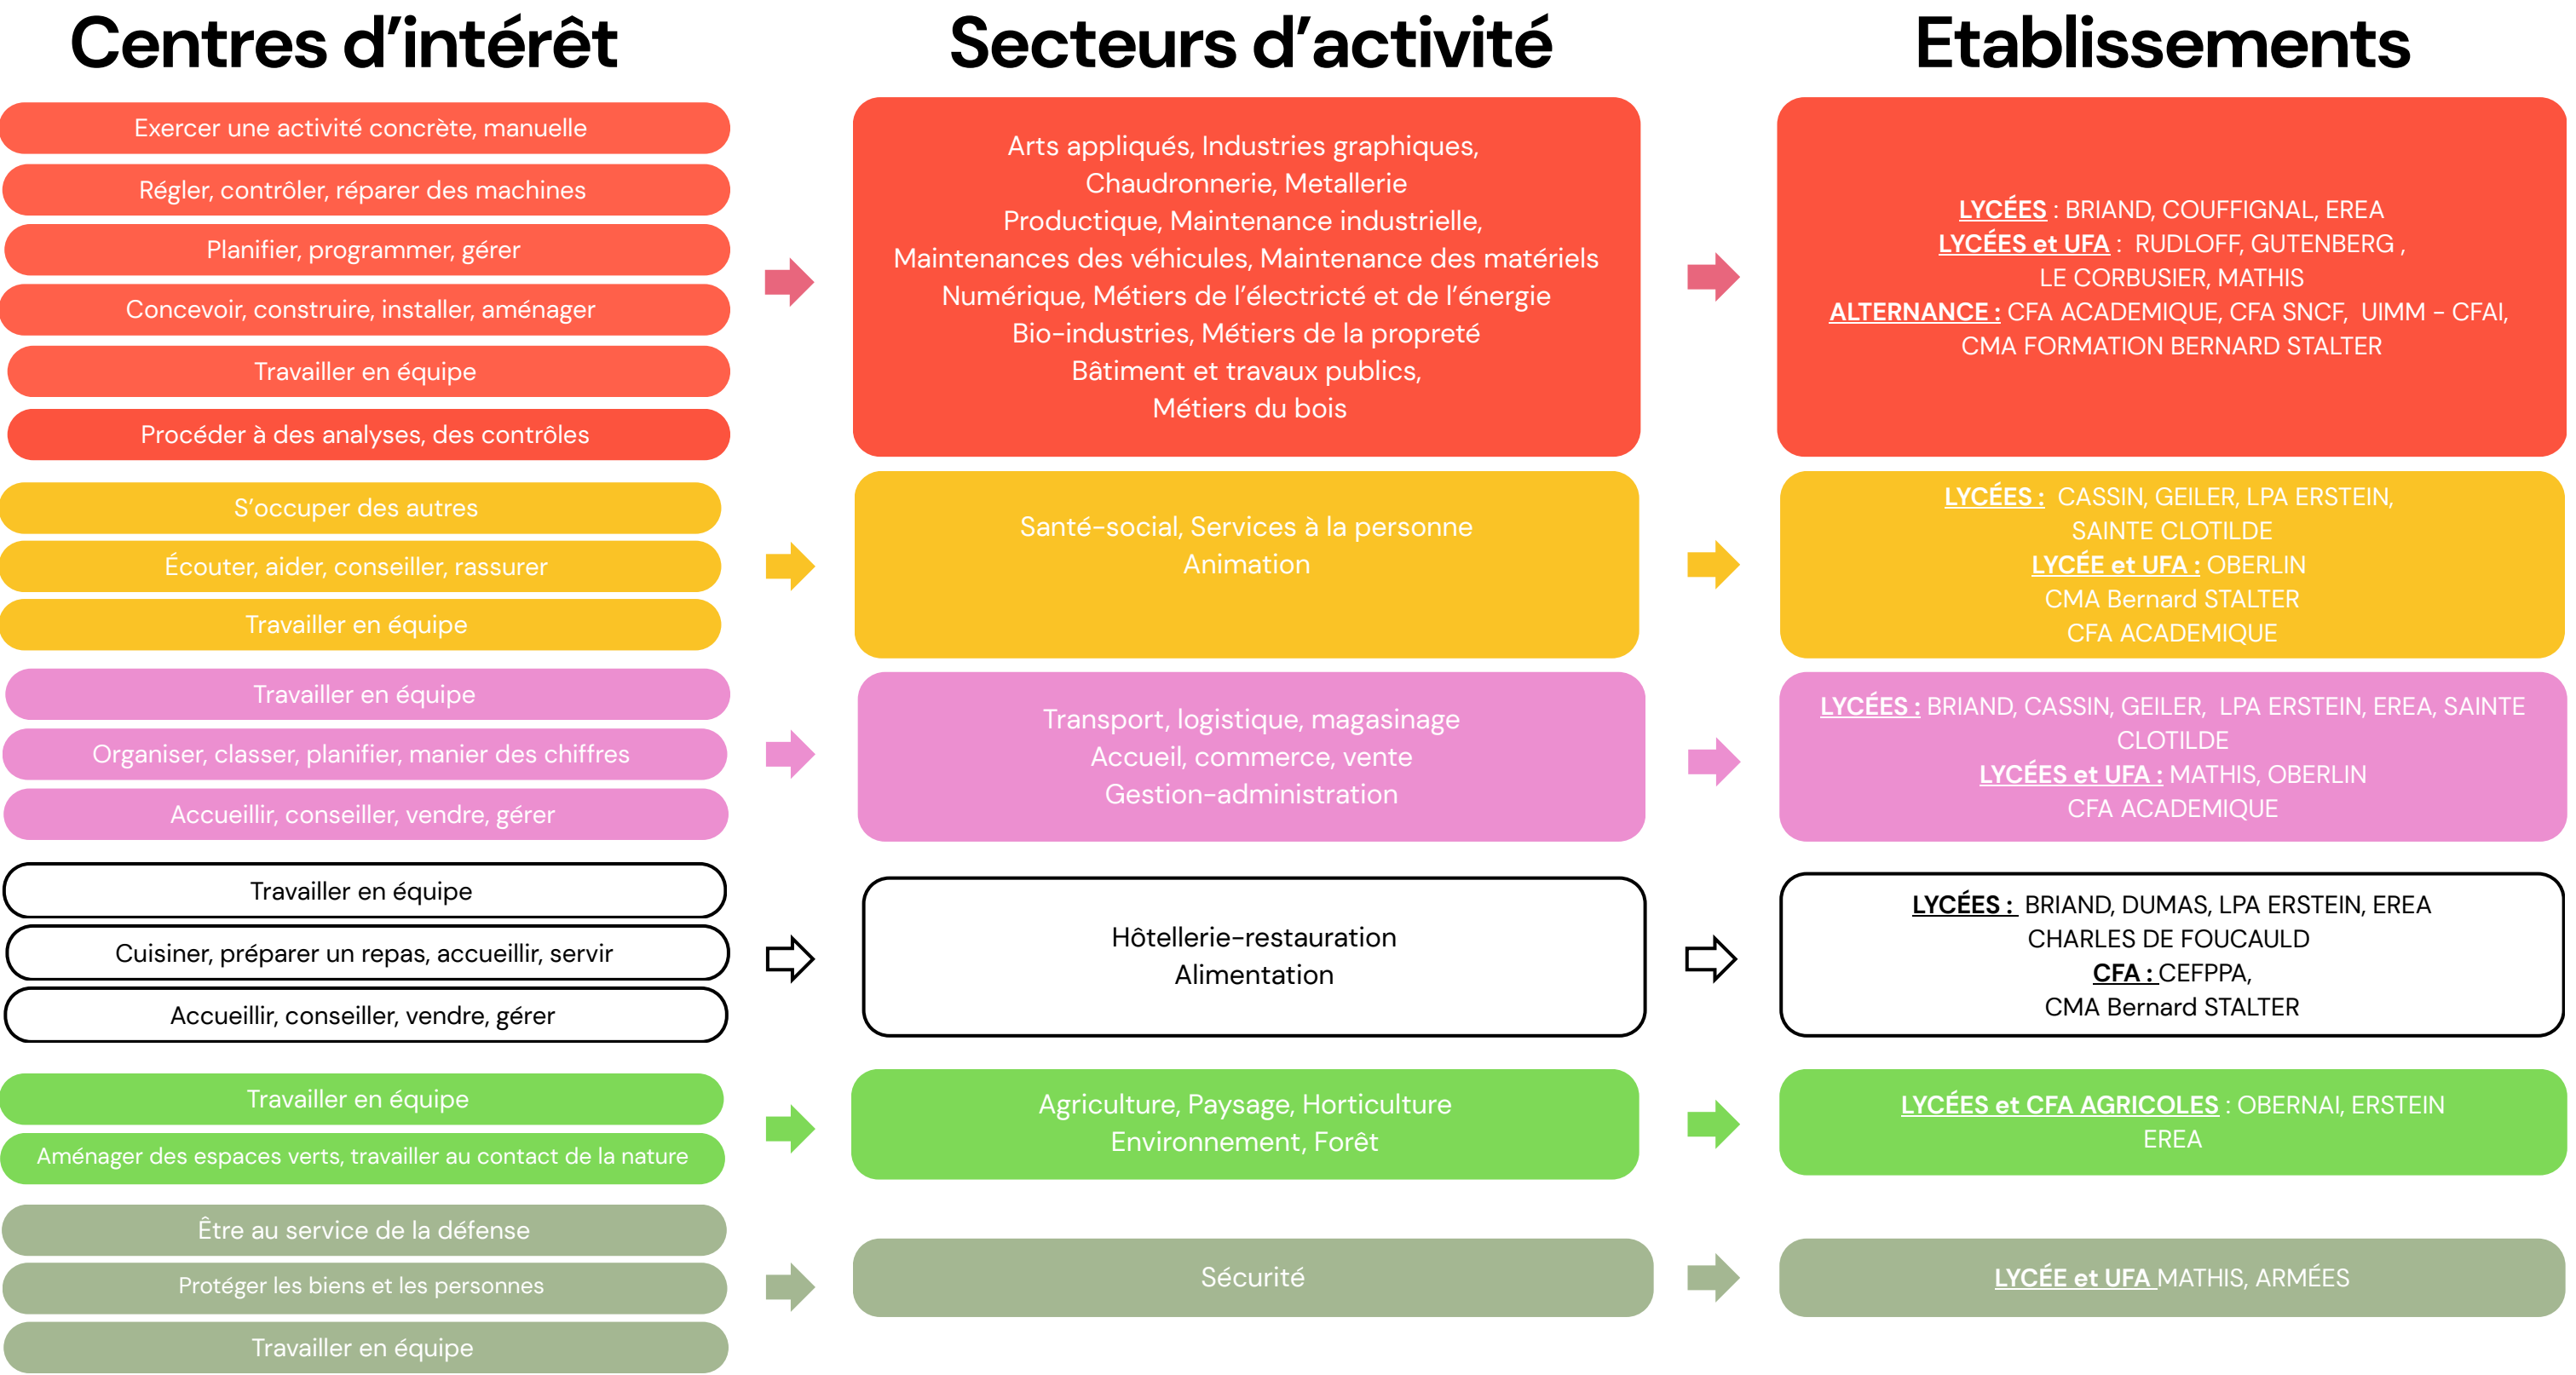 Centres d’intérêt
Secteurs d’activité
Etablissements
Exercer une activité concrète, manuelle
Régler, contrôler, réparer des machines
Planifier, programmer, gérer
Concevoir, construire, installer, aménager
Travailler en équipe
Procéder à des analyses, des contrôles
Arts appliqués, Industries graphiques,
Chaudronnerie, Metallerie
Productique, Maintenance industrielle,
Maintenances des véhicules, Maintenance des matériels
Numérique, Métiers de l’électricté et de l’énergie
Bio-industries, Métiers de la propreté
Bâtiment et travaux publics,
Métiers du bois
LYCÉES : BRIAND, COUFFIGNAL, EREA
LYCÉES et UFA : RUDLOFF, GUTENBERG ,
LE CORBUSIER, MATHIS
ALTERNANCE : CFA ACADEMIQUE, CFA SNCF, UIMM - CFAI,
CMA FORMATION BERNARD STALTER
S’occuper des autres
Écouter, aider, conseiller, rassurer
Travailler en équipe
Santé-social, Services à la personne
Animation
LYCÉES : CASSIN, GEILER, LPA ERSTEIN,
SAINTE CLOTILDE
LYCÉE et UFA : OBERLIN
CMA Bernard STALTER
CFA ACADEMIQUE
Travailler en équipe
Organiser, classer, planifier, manier des chiffres
Accueillir, conseiller, vendre, gérer
Transport, logistique, magasinage
Accueil, commerce, vente
Gestion-administration
LYCÉES : BRIAND, CASSIN, GEILER, LPA ERSTEIN, EREA, SAINTE
CLOTILDE
LYCÉES et UFA : MATHIS, OBERLIN
CFA ACADEMIQUE
Travailler en équipe
Cuisiner, préparer un repas, accueillir, servir
Accueillir, conseiller, vendre, gérer
Hôtellerie-restauration
Alimentation
LYCÉES : BRIAND, DUMAS, LPA ERSTEIN, EREA
CHARLES DE FOUCAULD
CFA : CEFPPA,
CMA Bernard STALTER
Travailler en équipe
Aménager des espaces verts, travailler au contact de la nature
Agriculture, Paysage, Horticulture
Environnement, Forêt
LYCÉES et CFA AGRICOLES : OBERNAI, ERSTEIN
EREA
Être au service de la défense
Protéger les biens et les personnes
Travailler en équipe
Sécurité
LYCÉE et UFA MATHIS, ARMÉES